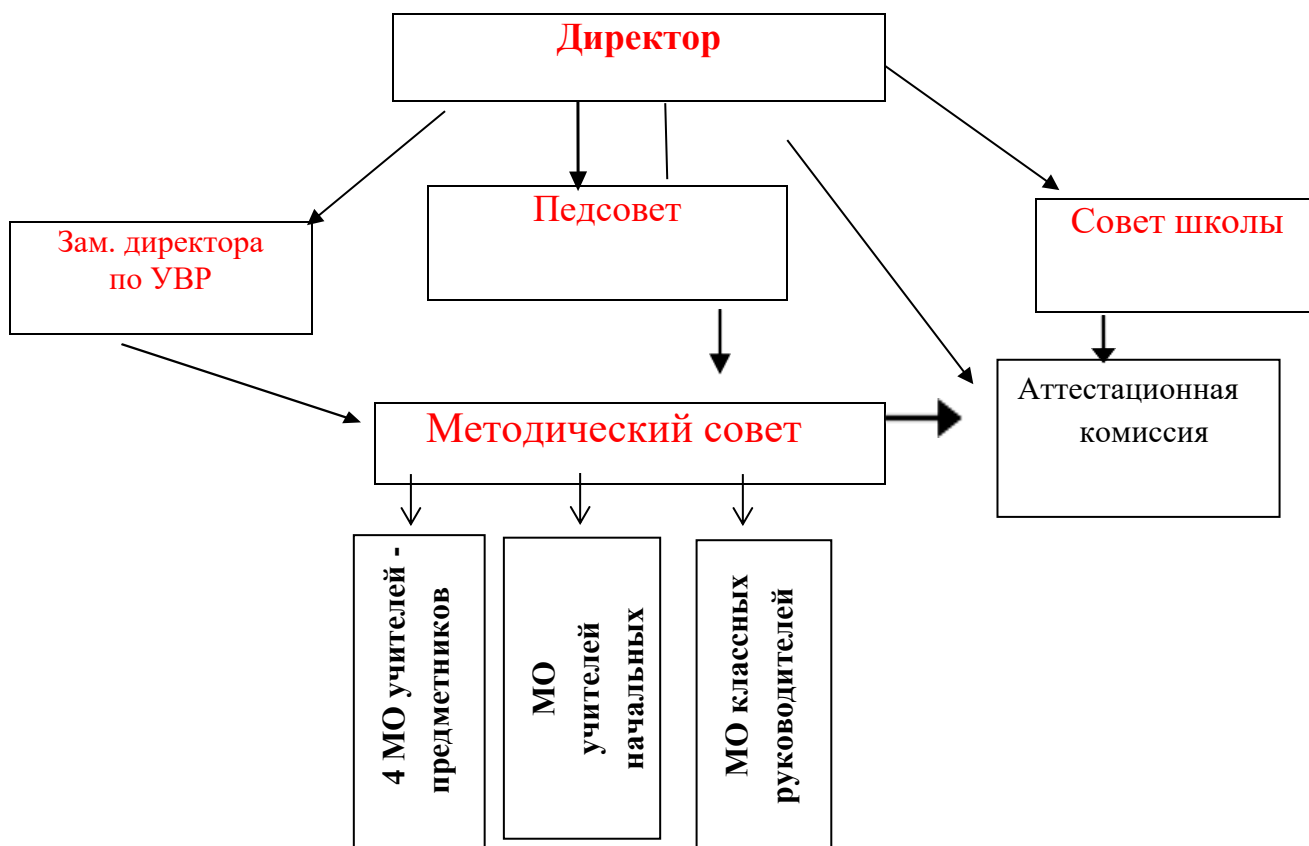 Директор
Педсовет
Зам. директора
по УВР
Совет школы
Аттестационная
комиссия
Методический совет
4 МО учителей -
предметников
МО
учителей
начальных
МО классных
руководителей